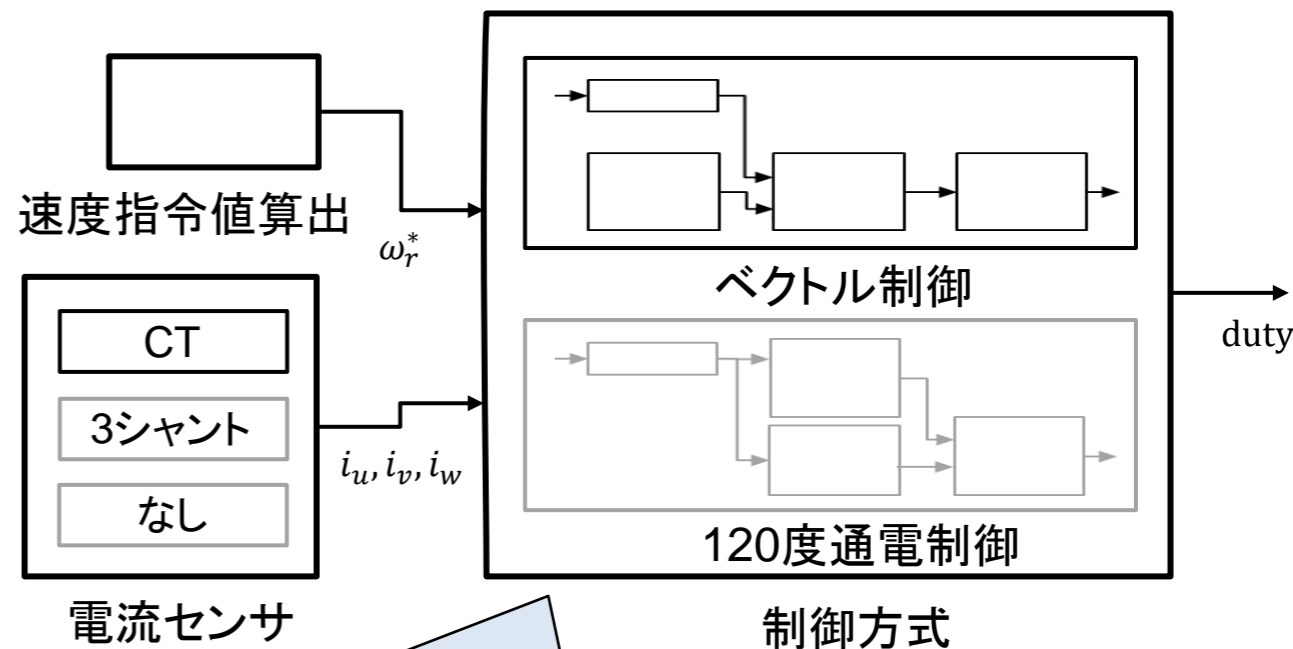 速度指令値算出
ω_r^*
CT
3シャント
なし
電流センサ
i_u, i_v, i_w
ベクトル制御
120度通電制御
制御方式
duty